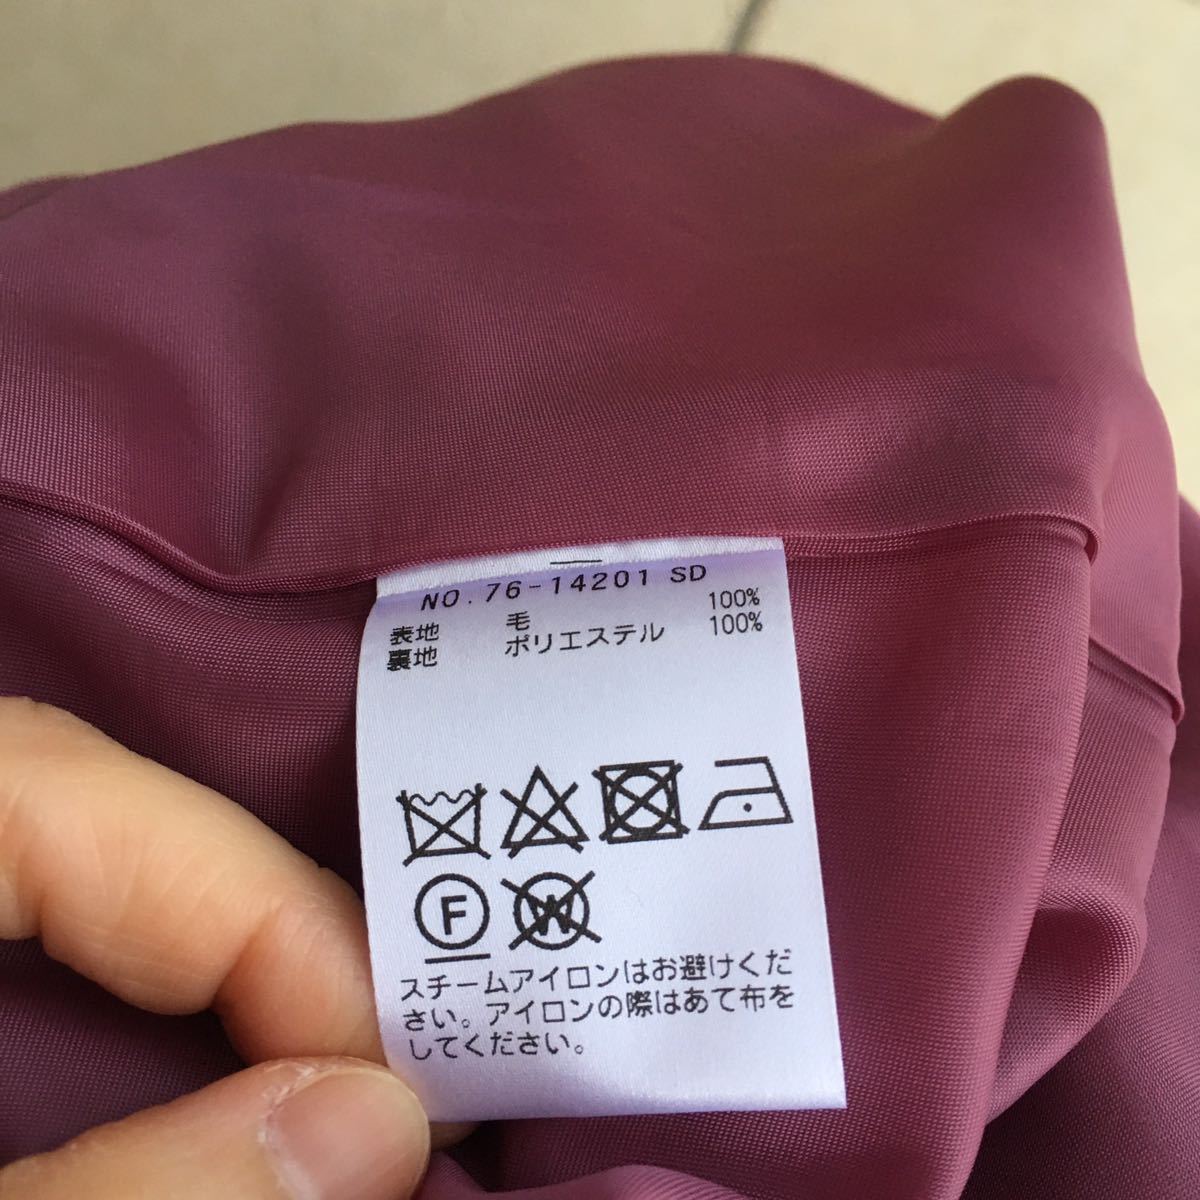 NO.76-14201 SD
表地 毛 100%
裏地 ポリエステル 100%
F W
スチームアイロンはお避けくだ
さい。アイロンの際はあて布を
してください。